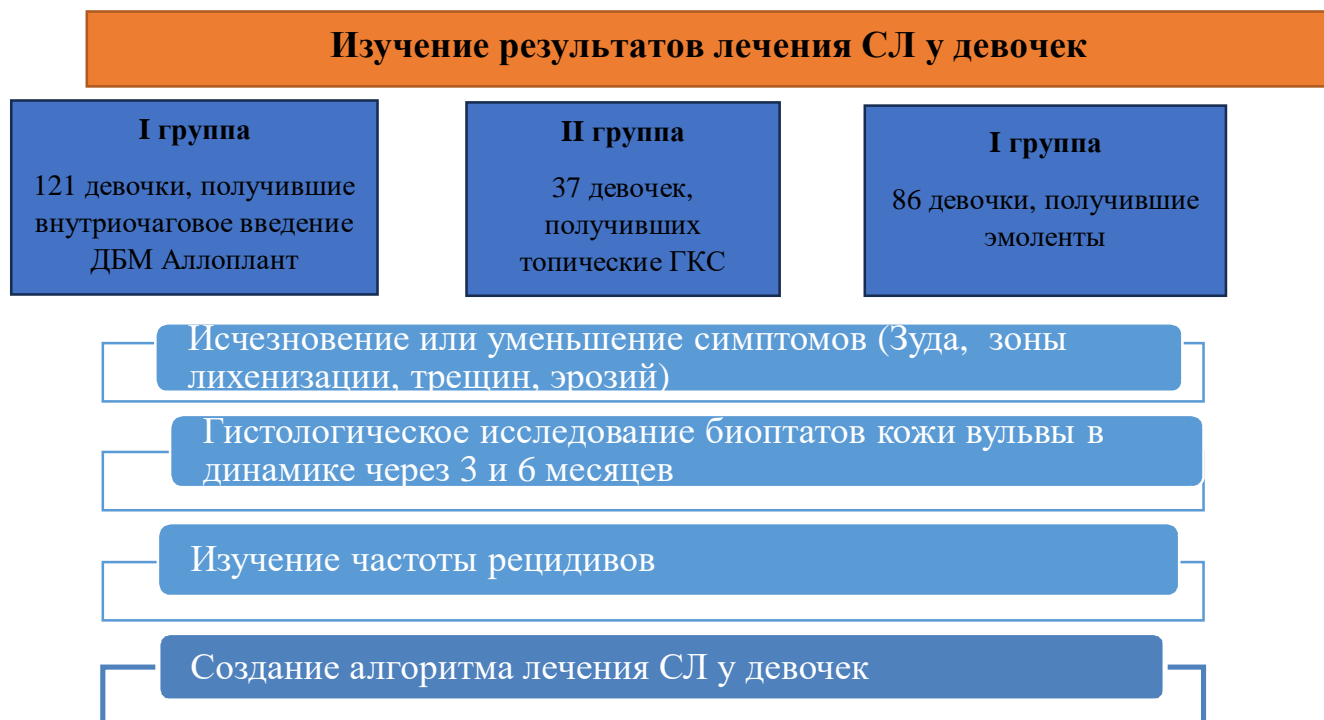 Изучение результатов лечения СЛ у девочек
I группа
121 девочки, получившие
внутриочаговое введение
ДБМ Аллоплант
II группа
37 девочек,
получивших
топические ГКС
I группа
86 девочки, получившие
эмоленты
Исчезновение или уменьшение симптомов (Зуда, зоны
лихенизации, трещин, эрозий)
Гистологическое исследование биоптатов кожи вульвы в
динамике через 3 и 6 месяцев
Изучение частоты рецидивов
Создание алгоритма лечения СЛ у девочек